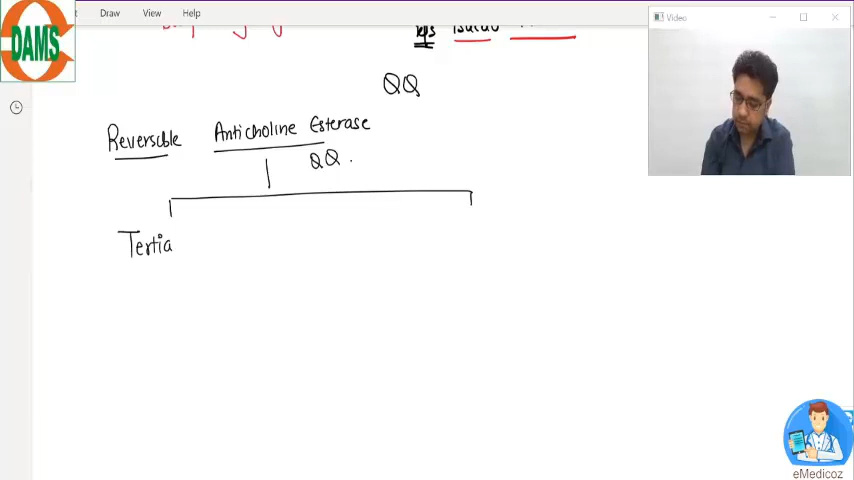 Draw View Help
Video
DAMS
QQ
Reversible Anticholine Esterase
QQ .
Tertia
eMedicoz